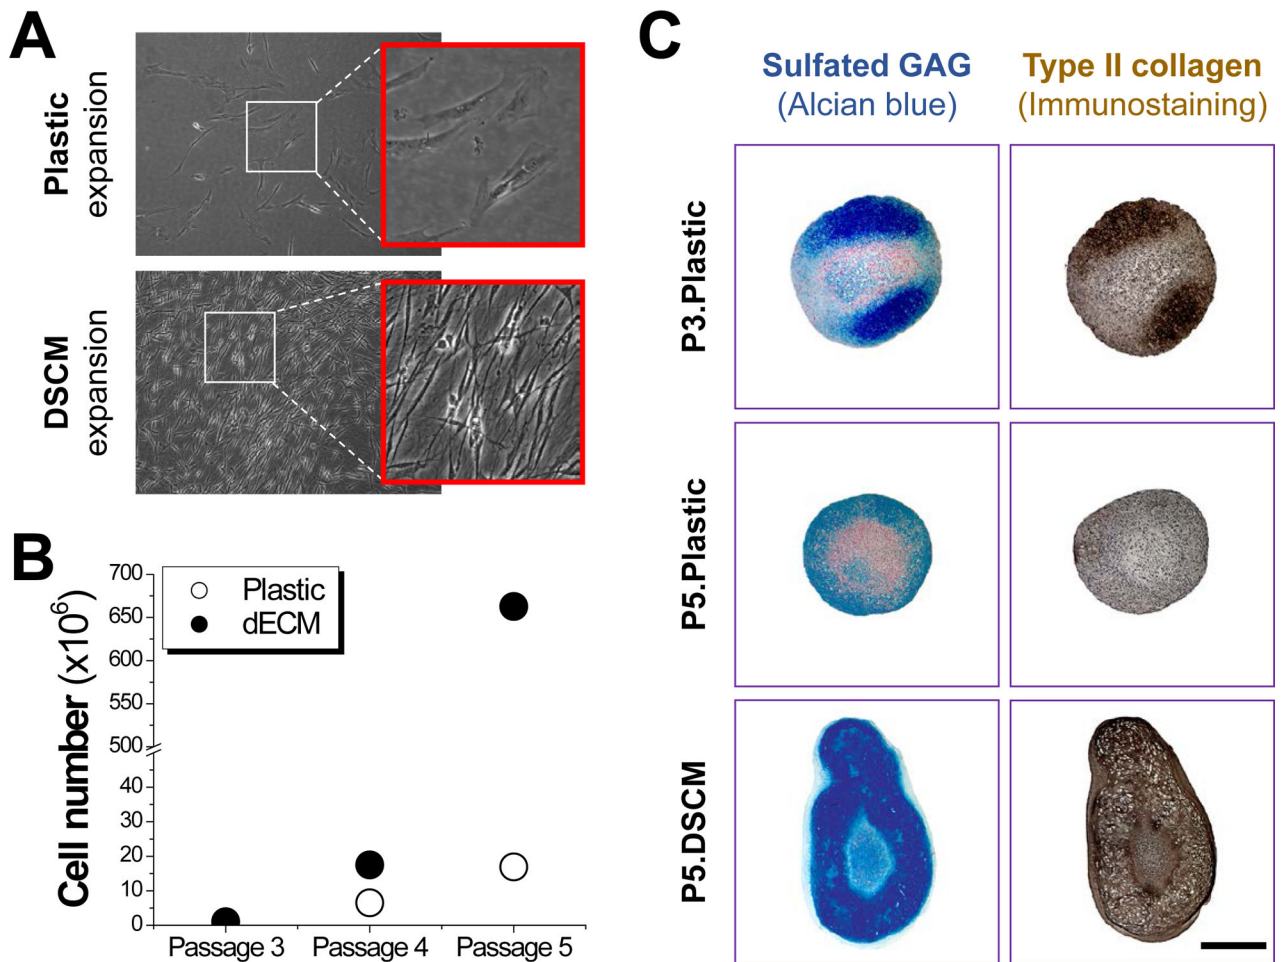 A
Plastic
expansion
DSCM
expansion
B
Cell number (x10⁶)
700
650
600
550
500
40
30
20
10
0
Plastic
dECM
Passage 3
Passage 4
Passage 5
C
Sulfated GAG
(Alcian blue)
Type II collagen
(Immunostaining)
P3.Plastic
P5.Plastic
P5.DSCM